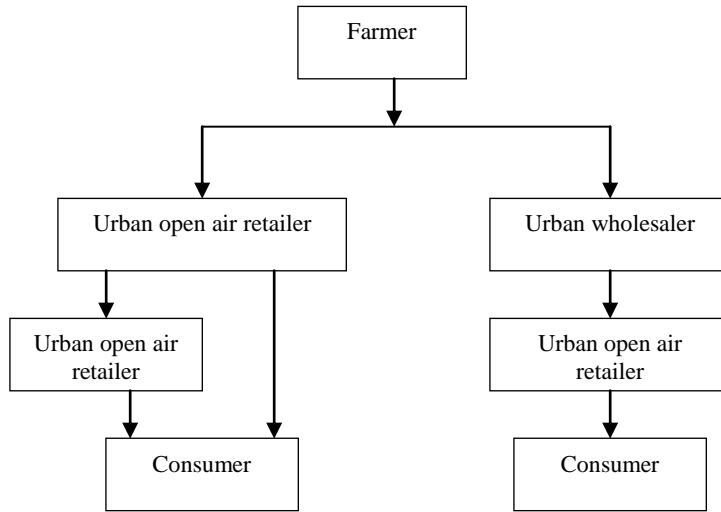 Farmer
Urban open air retailer
Urban wholesaler
Urban open air
retailer
Urban open air
retailer
Consumer
Consumer